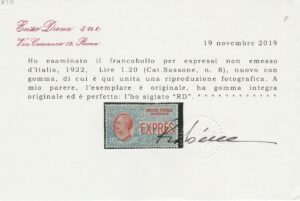 Enzo Diena s.n.c.
Via Crescenzio 19, Roma
19 novembre 2019
Ho esaminato il francobollo per espressi non emesso
d'Italia, 1922, Lire 1.20 (Cat.Sassone, n. 8), nuovo con
gomma, di cui è qui unita una riproduzione fotografica. A
mio parere, l'esemplare è originale, ha gomma integra
originale ed è perfetto: l'ho siglato "RD". 
EXPRES